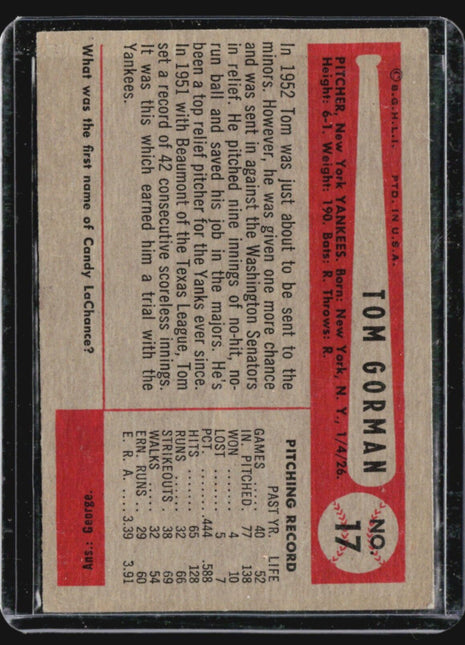 © B.G.H.L.I. PTD. IN U.S.A.
TOM GORMAN
NO.
17
PITCHER, New York YANKEES. Born: New York, N. Y., 1/4/26.
Height: 6-1. Weight: 190. Bats: R. Throws: R.
In 1952 Tom was just about to be sent to the
minors. However, he was given one more chance
and was sent in against the Washington Senators
in relief. He pitched nine innings of no-hit, no-
run ball and saved his job in the majors. He's
been a top relief pitcher for the Yanks ever since.
In 1951 with Beaumont of the Texas League, Tom
set a record of 42 consecutive scoreless innings.
It was this which earned him a trial with the
Yankees.
PITCHING RECORD
PAST YR. LIFE
GAMES ..... 40 52
IN. PITCHED 77 138
WON ....... 4 10
LOST ...... 5 7
PCT. ...... .444 .588
HITS ...... 65 128
RUNS ...... 32 66
STRIKEOUTS . 38 69
WALKS ..... 32 54
ERN. RUNS .. 29 60
E. R. A. .... 3.39 3.91
What was the first name of Candy LaChance?
Ans.: George.